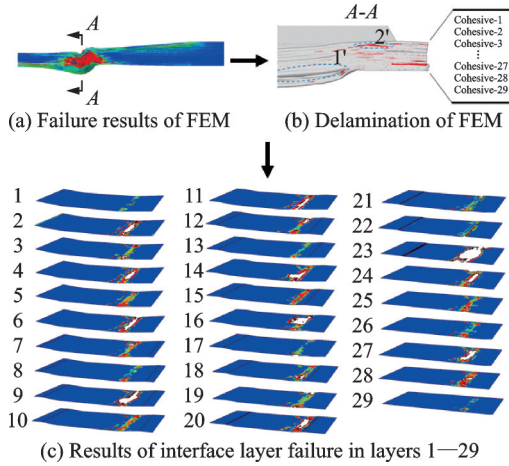 A
A
A-A
2'
1'
Cohesive-1
Cohesive-2
Cohesive-3
⋮
Cohesive-27
Cohesive-28
Cohesive-29
(a) Failure results of FEM
(b) Delamination of FEM
1
2
3
4
5
6
7
8
9
10
11
12
13
14
15
16
17
18
19
20
21
22
23
24
25
26
27
28
29
(c) Results of interface layer failure in layers 1—29